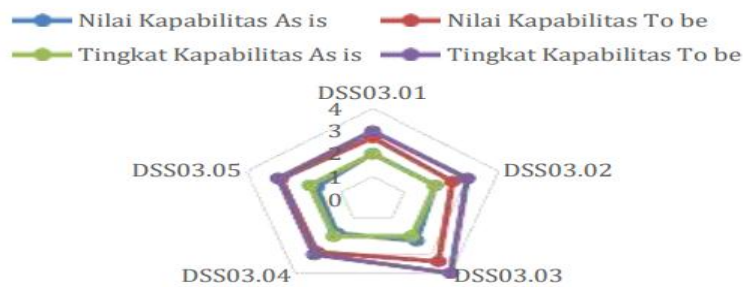 Nilai Kapabilitas As is Nilai Kapabilitas To be
Tingkat Kapabilitas As is Tingkat Kapabilitas To be
DSS03.01
4
3
2
1
0
DSS03.05 DSS03.02
DSS03.04 DSS03.03